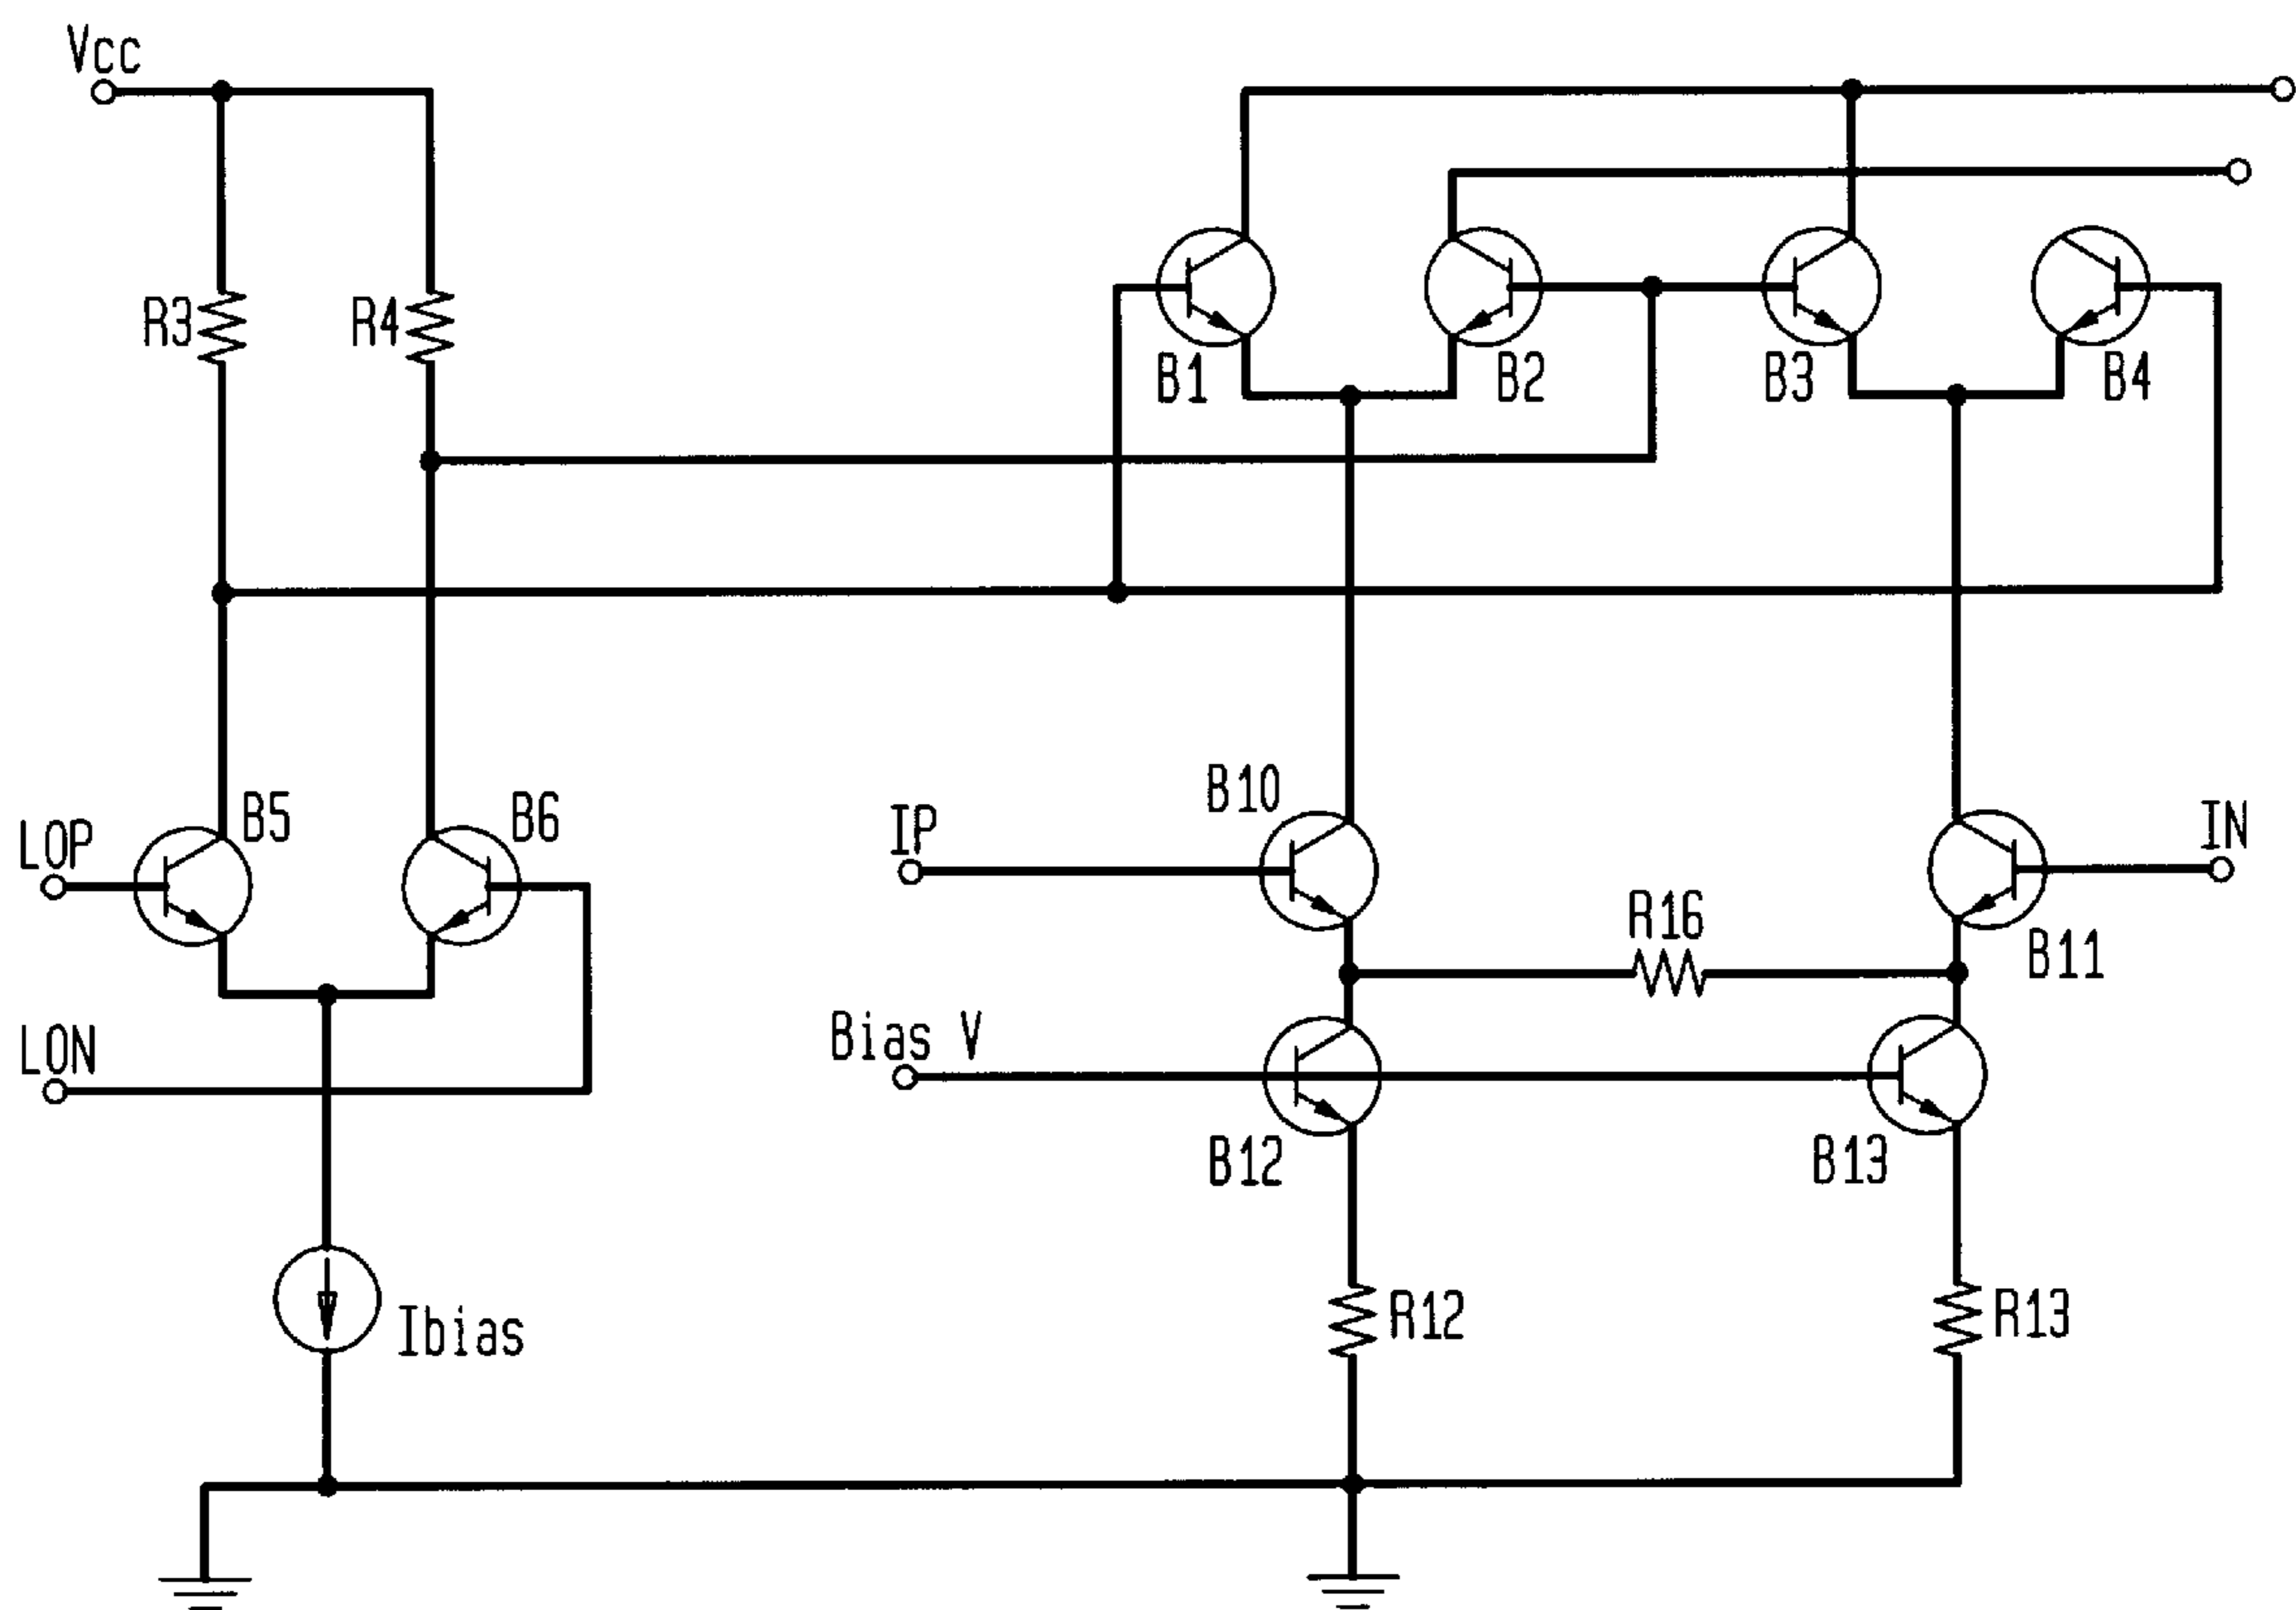 Vcc
R3
R4
B1
B2
B3
B4
B5
B6
LOP
LON
IP
B10
IN
R16
B11
Bias V
B12
B13
Ibias
R12
R13